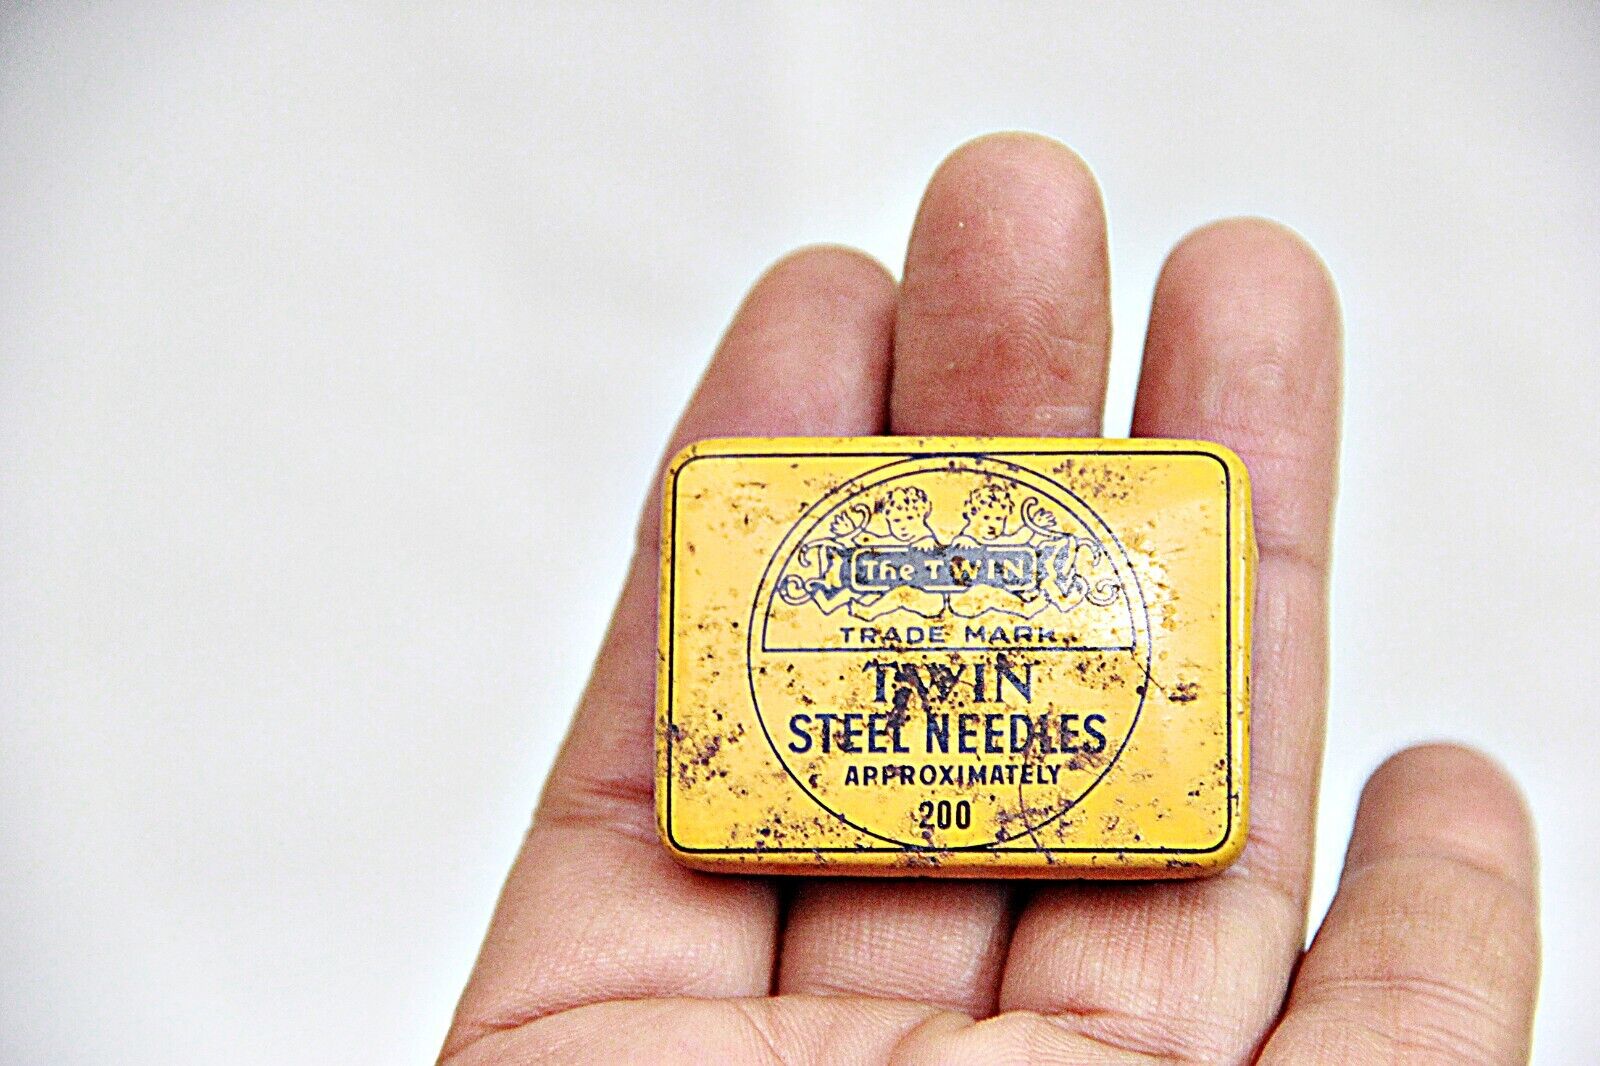 The TWIN
TRADE MARK
TWIN
STEEL NEEDLES
APPROXIMATELY
200